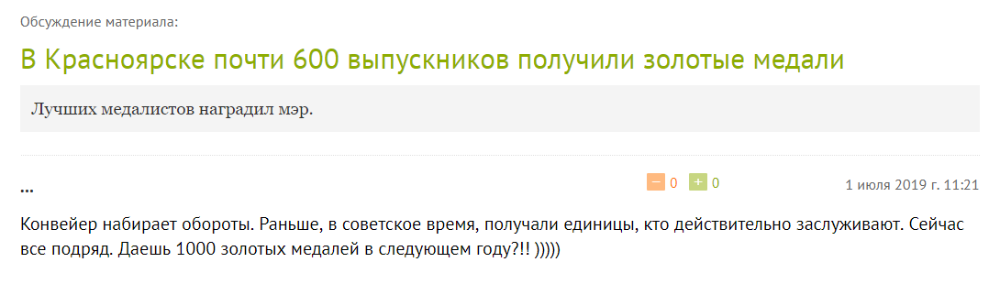 Обсуждение материала:
В Красноярске почти 600 выпускников получили золотые медали
Лучших медалистов наградил мэр.
... − 0 + 0 1 июля 2019 г. 11:21
Конвейер набирает обороты. Раньше, в советское время, получали единицы, кто действительно заслуживают. Сейчас
все подряд. Даешь 1000 золотых медалей в следующем году?!! )))))